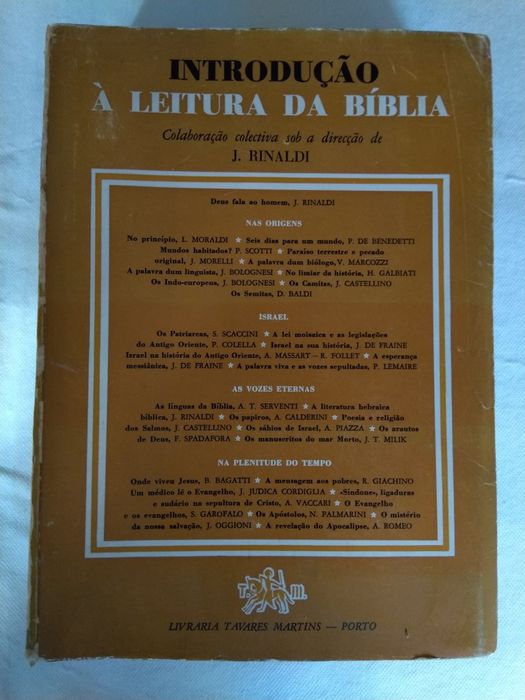 INTRODUÇÃO
À LEITURA DA BÍBLIA
Colaboração colectiva sob a direcção de
J. RINALDI
Deus fala ao homem, J. RINALDI
NAS ORIGENS
No princípio, L. MORALDI ★ Seis dias para um mundo, P. DE BENEDETTI
Mundos habitados? P. SCOTTI ★ Paraíso terrestre e pecado
original, J. MORELLI ★ A palavra dum biólogo, V. MARCOZZI
A palavra dum linguista, J. BOLOGNESI ★ No limiar da história, H. GALBIATI
Os Indo-europeus, J. BOLOGNESI ★ Os Camitas, J. CASTELLINO
Os Semitas, D. BALDI
ISRAEL
Os Patriarcas, S. SCACCINI ★ A lei mosaica e as legislações
do Antigo Oriente, P. COLELLA ★ Israel na sua história, J. DE FRAINE
Israel na história do Antigo Oriente, A. MASSART — R. FOLLET ★ A esperança
messiânica, J. DE FRAINE ★ A palavra viva e as vozes sepultadas, P. LEMAIRE
AS VOZES ETERNAS
As línguas da Bíblia, A. T. SERVENTI ★ A literatura hebraica
bíblica, J. RINALDI ★ Os papiros, A. CALDERINI ★ Poesia e religião
dos Salmos, J. CASTELLINO ★ Os sábios de Israel, A. PIAZZA ★ Os arautos
de Deus, F. SPADAFORA ★ Os manuscritos do mar Morto, J. T. MILIK
NA PLENITUDE DO TEMPO
Onde viveu Jesus, B. BAGATTI ★ A mensagem aos pobres, R. GIACHINO
Um médico lê o Evangelho, J. JUDICA CORDIGLIA ★ «Síndone», ligaduras
e sudário na sepultura de Cristo, A. VACCARI ★ O Evangelho
e os evangelhos, S. GAROFALO ★ Os Apóstolos, N. PALMARINI ★ O mistério
da nossa salvação, J. OGGIONI ★ A revelação do Apocalipse, A. ROMEO
T. M.
LIVRARIA TAVARES MARTINS — PORTO